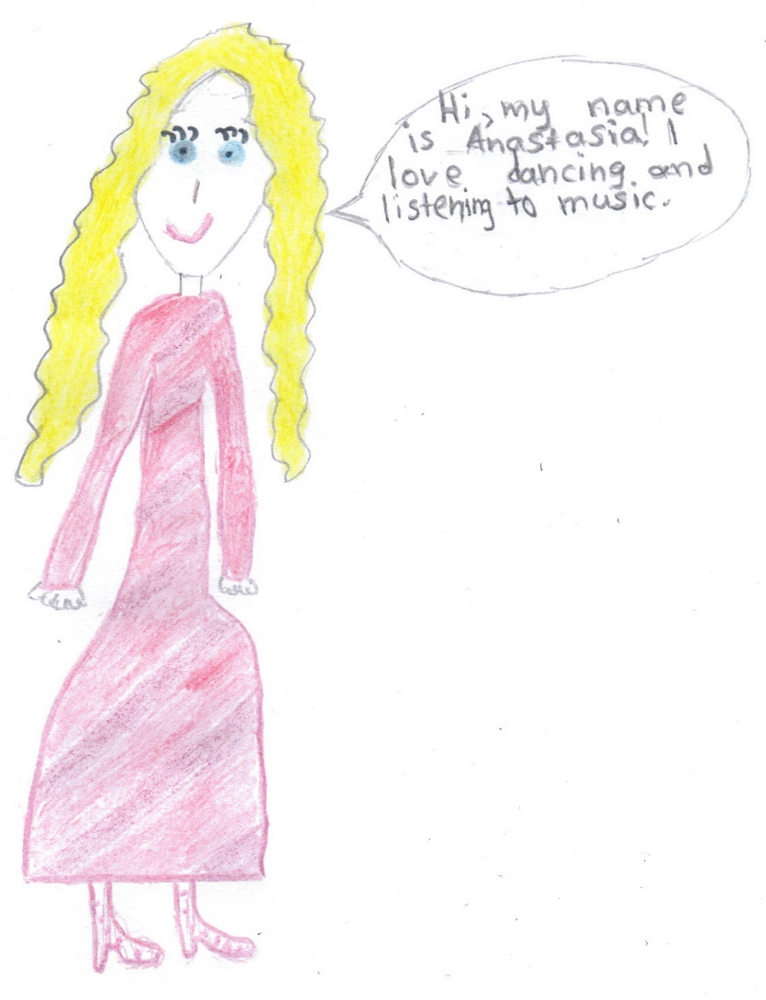 Hi, my name
is Anastasia! I
love dancing and
listening to music.